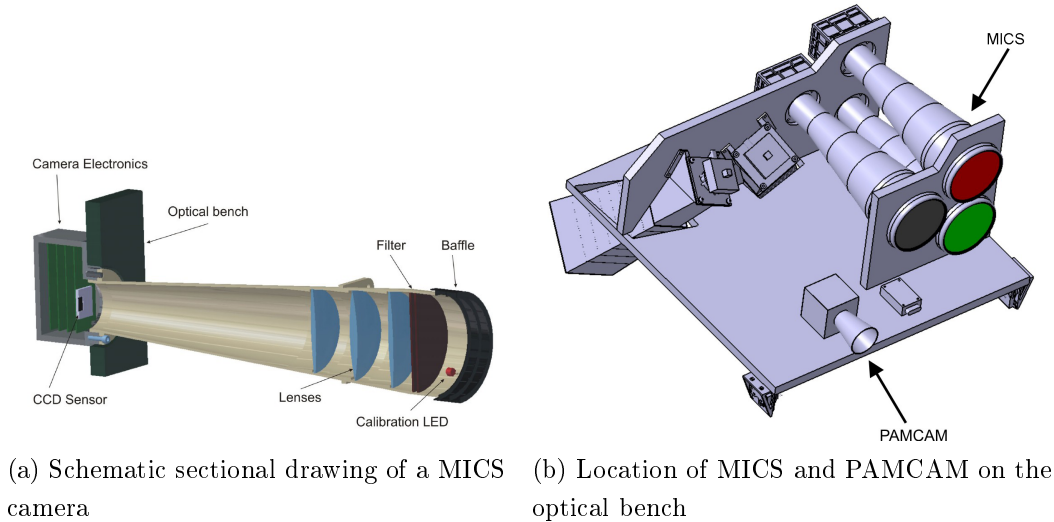 Camera Electronics
Optical bench
Filter
Baffle
CCD Sensor
Lenses
Calibration LED
(a) Schematic sectional drawing of a MICS
camera
MICS
PAMCAM
(b) Location of MICS and PAMCAM on the
optical bench